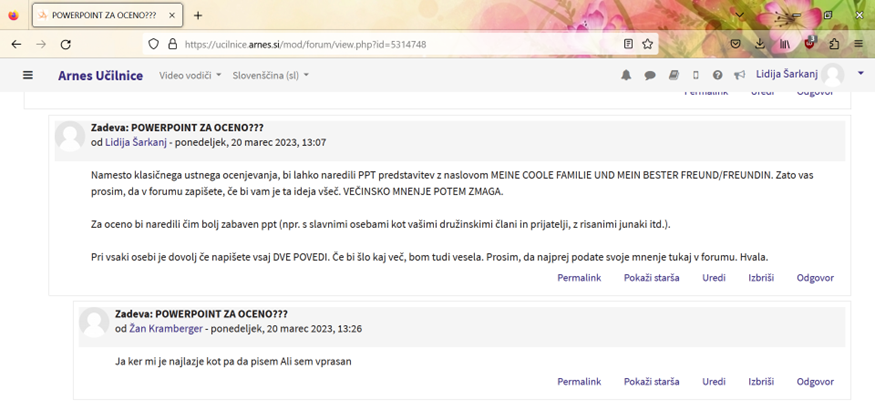 POWERPOINT ZA OCENO???
https://ucilnice.arnes.si/mod/forum/view.php?id=5314748
Arnes Učilnice Video vodiči Slovenščina (sl) Lidija Šarkanj
Permalink Uredi Odgovor
Zadeva: POWERPOINT ZA OCENO???
od Lidija Šarkanj - ponedeljek, 20 marec 2023, 13:07
Namesto klasičnega ustnega ocenjevanja, bi lahko naredili PPT predstavitev z naslovom MEINE COOLE FAMILIE UND MEIN BESTER FREUND/FREUNDIN. Zato vas
prosim, da v forumu zapišete, če bi vam je ta ideja všeč. VEČINSKO MNENJE POTEM ZMAGA.
Za oceno bi naredili čim bolj zabaven ppt (npr. s slavnimi osebami kot vašimi družinskimi člani in prijatelji, z risanimi junaki itd.).
Pri vsaki osebi je dovolj če napišete vsaj DVE POVEDI. Če bi šlo kaj več, bom tudi vesela. Prosim, da najprej podate svoje mnenje tukaj v forumu. Hvala.
Permalink Pokaži starša Uredi Izbriši Odgovor
Zadeva: POWERPOINT ZA OCENO???
od Žan Kramberger - ponedeljek, 20 marec 2023, 13:26
Ja ker mi je najlazje kot pa da pisem Ali sem vprasan
Permalink Pokaži starša Uredi Izbriši Odgovor